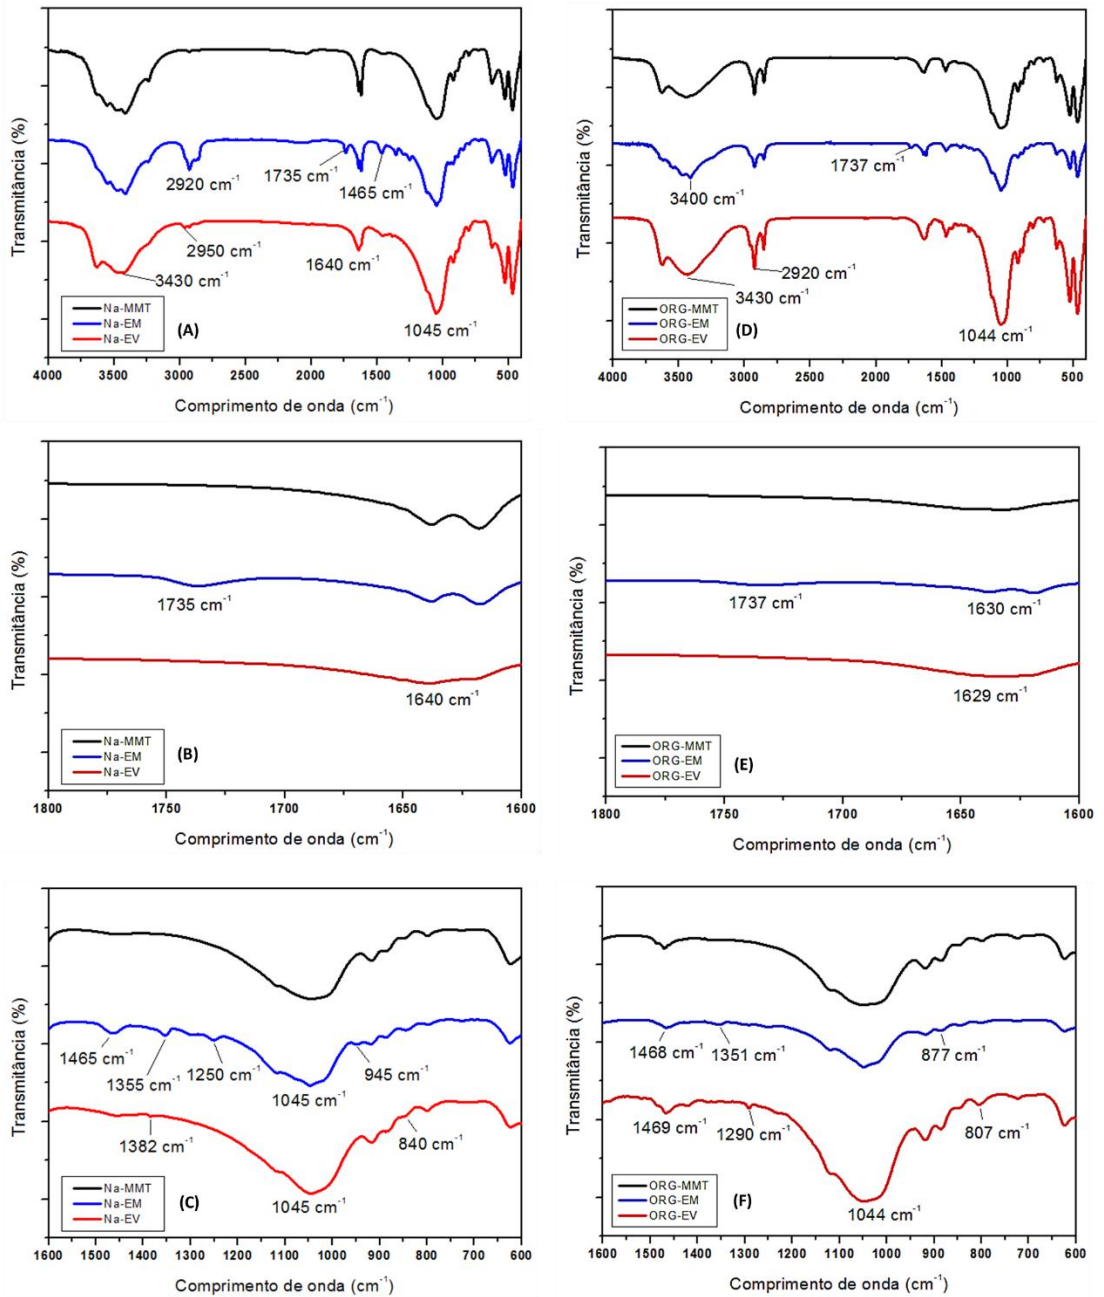 Transmitância (%)
2920 cm⁻¹
1735 cm⁻¹
1465 cm⁻¹
2950 cm⁻¹
1640 cm⁻¹
3430 cm⁻¹
1045 cm⁻¹
Na-MMT
Na-EM
Na-EV
(A)
4000 3500 3000 2500 2000 1500 1000 500
Comprimento de onda (cm⁻¹)
Transmitância (%)
3400 cm⁻¹
1737 cm⁻¹
2920 cm⁻¹
3430 cm⁻¹
1044 cm⁻¹
ORG-MMT
ORG-EM
ORG-EV
(D)
4000 3500 3000 2500 2000 1500 1000 500
Comprimento de onda (cm⁻¹)
Transmitância (%)
1735 cm⁻¹
1640 cm⁻¹
Na-MMT
Na-EM
Na-EV
(B)
1800 1750 1700 1650 1600
Comprimento de onda (cm⁻¹)
Transmitância (%)
1737 cm⁻¹
1630 cm⁻¹
1629 cm⁻¹
ORG-MMT
ORG-EM
ORG-EV
(E)
1800 1750 1700 1650 1600
Comprimento de onda (cm⁻¹)
Transmitância (%)
1465 cm⁻¹
1355 cm⁻¹
1250 cm⁻¹
945 cm⁻¹
1045 cm⁻¹
1382 cm⁻¹
840 cm⁻¹
1045 cm⁻¹
Na-MMT
Na-EM
Na-EV
(C)
1600 1500 1400 1300 1200 1100 1000 900 800 700 600
Comprimento de onda (cm⁻¹)
Transmitância (%)
1468 cm⁻¹
1351 cm⁻¹
877 cm⁻¹
1469 cm⁻¹
1290 cm⁻¹
807 cm⁻¹
1044 cm⁻¹
ORG-MMT
ORG-EM
ORG-EV
(F)
1600 1500 1400 1300 1200 1100 1000 900 800 700 600
Comprimento de onda (cm⁻¹)